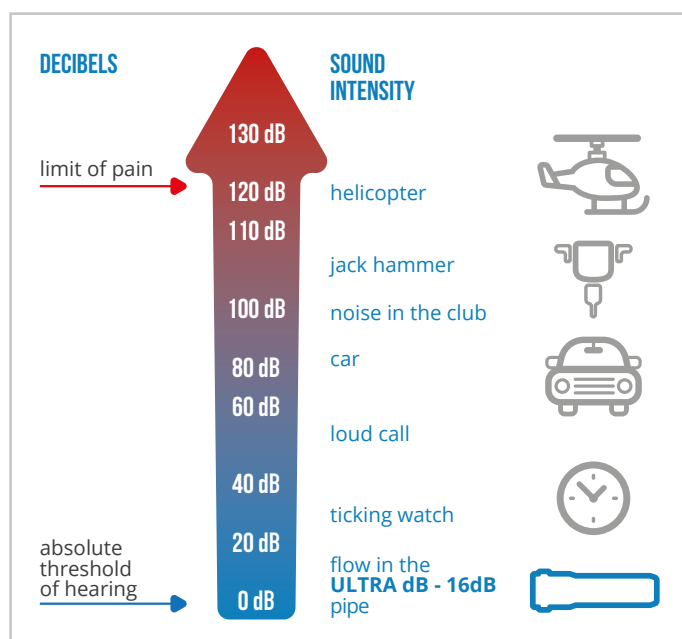 DECIBELS
SOUND
INTENSITY
130 dB
limit of pain
120 dB
helicopter
110 dB
jack hammer
100 dB
noise in the club
car
80 dB
60 dB
loud call
40 dB
ticking watch
20 dB
absolute
threshold
of hearing
0 dB
flow in the
ULTRA dB - 16dB
pipe